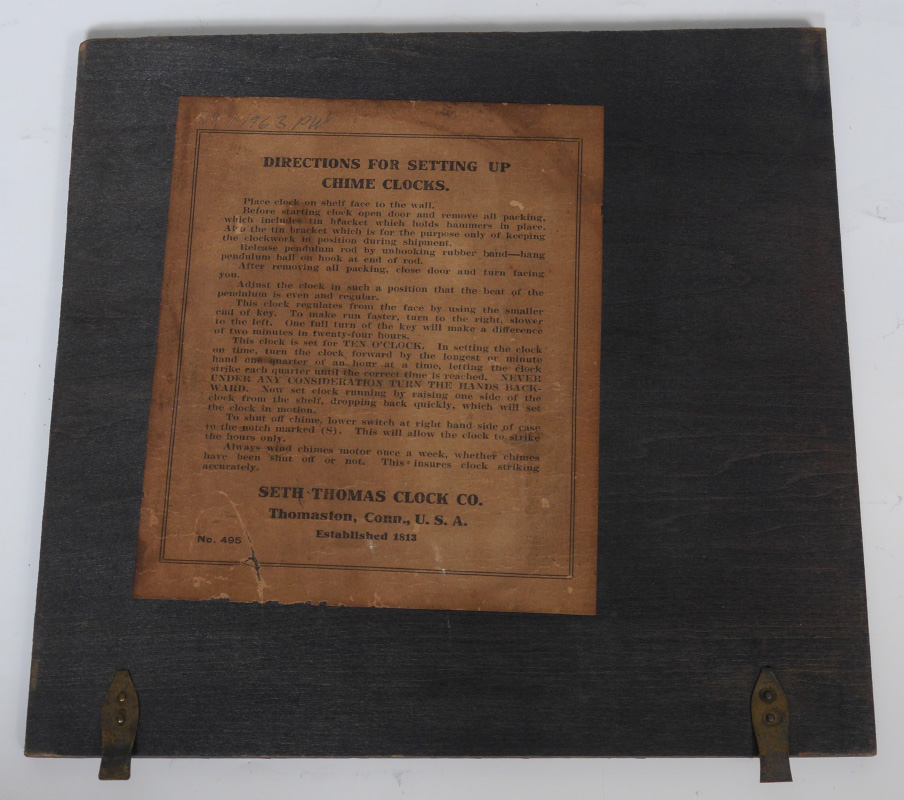 1963 PW
DIRECTIONS FOR SETTING UP
CHIME CLOCKS.
Place clock on shelf face to the wall.
Before starting clock open door and remove all packing,
which includes tin bracket which holds hammers in place.
Also the tin bracket which is for the purpose only of keeping
the clockwork in position during shipment.
Release pendulum rod by unhooking rubber band—hang
pendulum ball on hook at end of rod.
After removing all packing, close door and turn facing
you.
Adjust the clock in such a position that the beat of the
pendulum is even and regular.
This clock regulates from the face by using the smaller
end of key. To make run faster, turn to the right, slower
to the left. One full turn of the key will make a difference
of two minutes in twenty-four hours.
This clock is set for TEN O'CLOCK. In setting the clock
on time, turn the clock forward by the longest or minute
hand one quarter of an hour at a time, letting the clock
strike each quarter until the correct time is reached. NEVER
UNDER ANY CONSIDERATION TURN THE HANDS BACK-
WARD. Now set clock running by raising one side of the
clock from the shelf, dropping back quickly, which will set
the clock in motion.
To shut off chime, lower switch at right hand side of case
to the notch marked (S). This will allow the clock to strike
the hours only.
Always wind chimes motor once a week, whether chimes
have been shut off or not. This insures clock striking
accurately.
SETH THOMAS CLOCK CO.
Thomaston, Conn., U. S. A.
Established 1813
No. 495